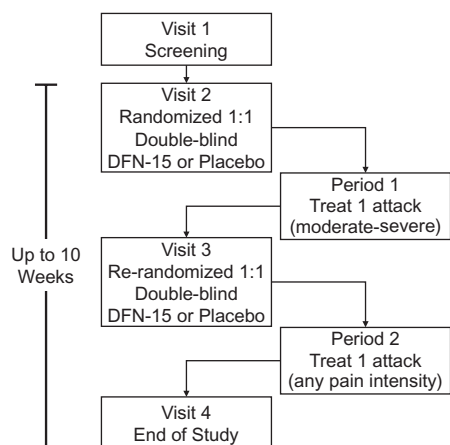 Visit 1
Screening
Visit 2
Randomized 1:1
Double-blind
DFN-15 or Placebo
Period 1
Treat 1 attack
(moderate-severe)
Up to 10
Weeks
Visit 3
Re-randomized 1:1
Double-blind
DFN-15 or Placebo
Period 2
Treat 1 attack
(any pain intensity)
Visit 4
End of Study